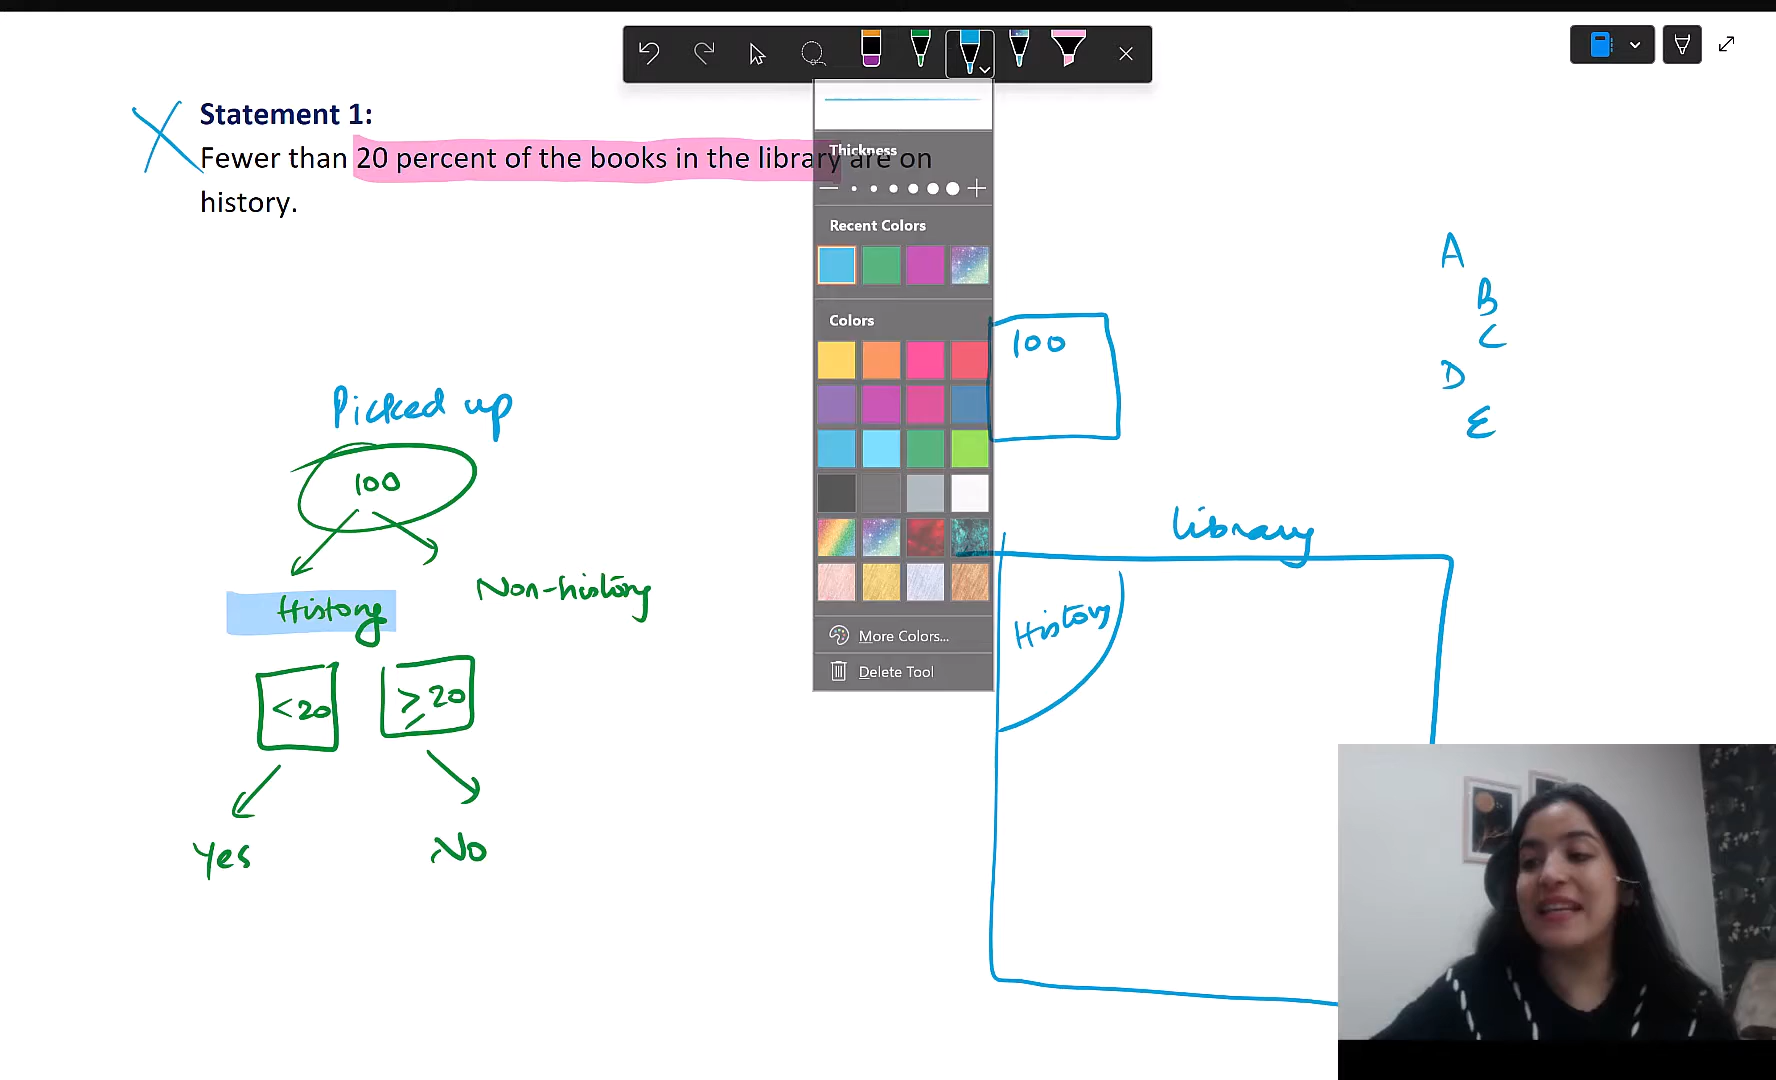 Statement 1:
Fewer than 20 percent of the books in the library are on
history.
Thickness
Recent Colors
Colors
More Colors...
Delete Tool
Picked up
100
History
Non-history
<20
≥20
Yes
No
100
A
B
C
D
E
library
History